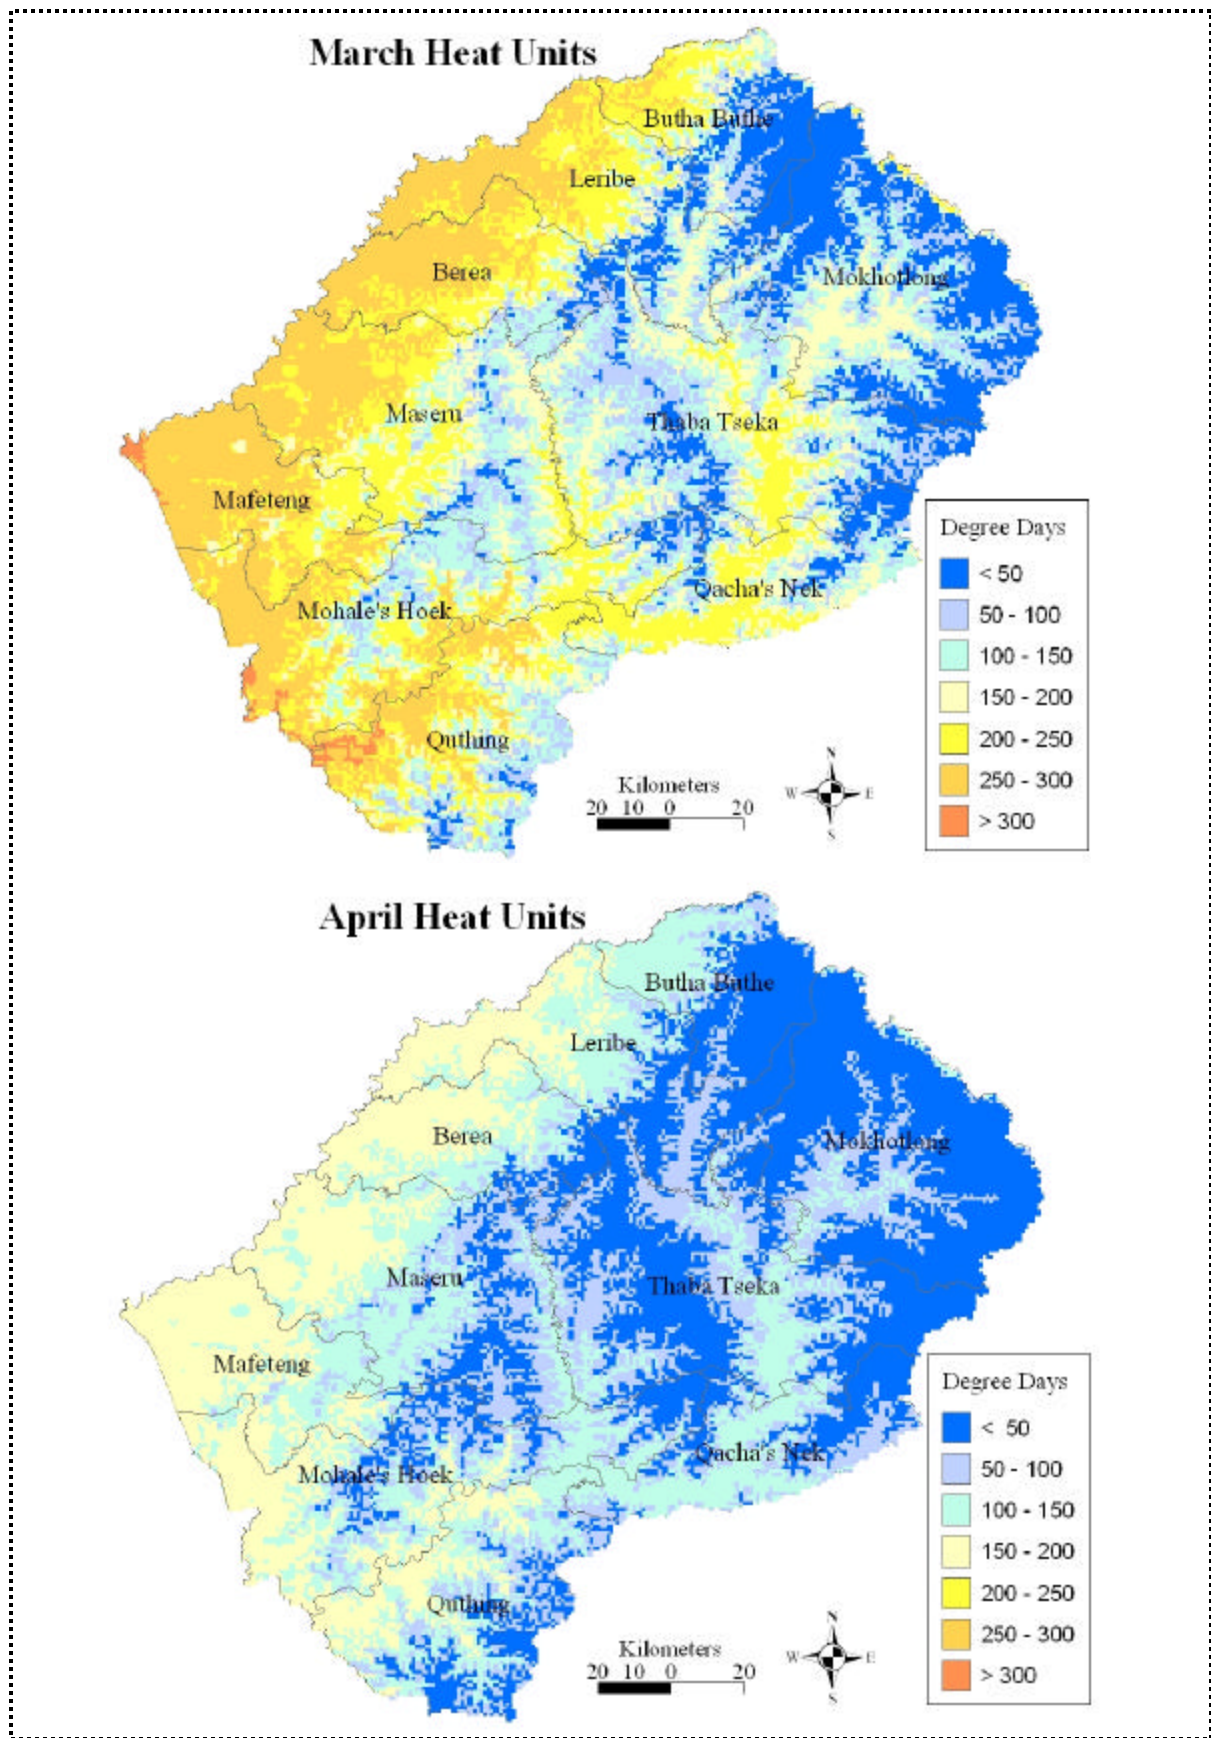 March Heat Units
Butha Buthe
Leribe
Berea
Mokhotlong
Maseru
Thaba Tseka
Mafeteng
Qacha's Nek
Mohale's Hoek
Quthing
Degree Days
< 50
50 - 100
100 - 150
150 - 200
200 - 250
250 - 300
> 300
Kilometers
20 10 0 20
N
W E
S
April Heat Units
Butha Buthe
Leribe
Berea
Mokhotlong
Maseru
Thaba Tseka
Mafeteng
Qacha's Nek
Mohale's Hoek
Quthing
Degree Days
< 50
50 - 100
100 - 150
150 - 200
200 - 250
250 - 300
> 300
Kilometers
20 10 0 20
N
W E
S